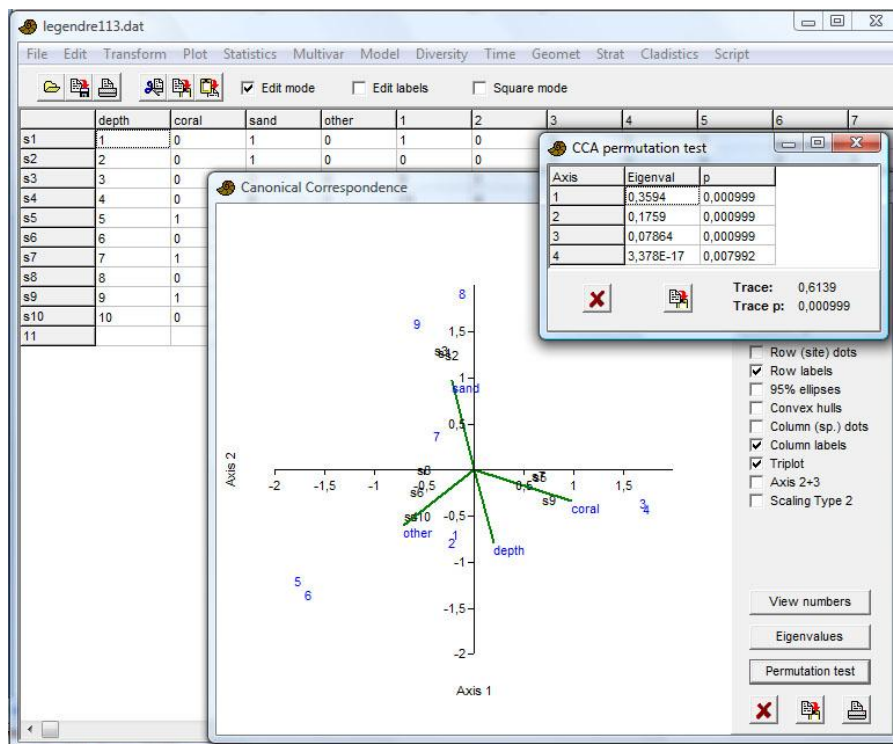 legendre113.dat
File Edit Transform Plot Statistics Multivar Model Diversity Time Geomet Strat Cladistics Script
Edit mode Edit labels Square mode
depth coral sand other 1 2 3 4 5 6 7
s1 1 0 1 0 1 0
s2 2 0 1 0 0 0
s3 3 0
s4 4 0
s5 5 1
s6 6 0
s7 7 1
s8 8 0
s9 9 1
s10 10 0
11
CCA permutation test
Axis Eigenval p
1 0,3594 0,000999
2 0,1759 0,000999
3 0,07864 0,000999
4 3,378E-17 0,007992
Trace: 0,6139
Trace p: 0,000999
Canonical Correspondence
8
9 1,5
s2
1
sand
0,5
7
Axis 2
-2 -1,5 -1 -0,5 0,5 1 1,5
s6
s9
coral
3
4
-0,5
s10
other
1
2
depth
-1
5
6
-1,5
-2
Axis 1
Row (site) dots
Row labels
95% ellipses
Convex hulls
Column (sp.) dots
Column labels
Triplot
Axis 2+3
Scaling Type 2
View numbers
Eigenvalues
Permutation test